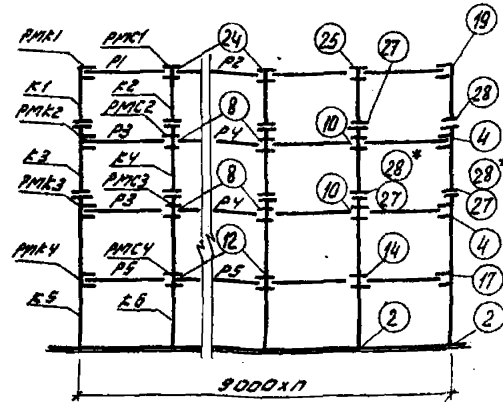 РМК1 РМС1 24 25 27 19
Р1 Р2
К1 К2 28
РМК2 РМС2 8 10 4
Р3 Р4
К3 К4 28* 28*
РМК3 РМС3 8 10 27 27
Р3 Р4 4
РМК4 РМС4 12 14 17
Р5 Р5
К5 К6 2 2
9000хп